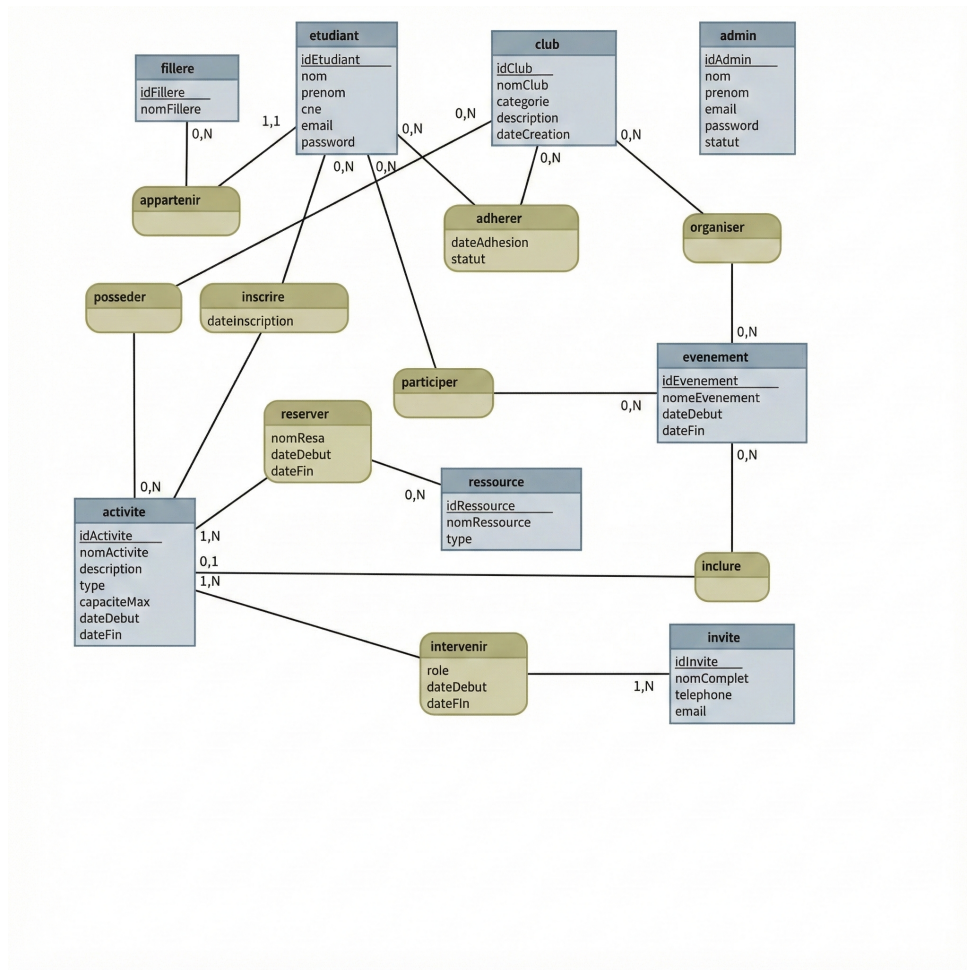 etudiant
idEtudiant
nom
prenom
cne
email
password
club
idClub
nomClub
categorie
description
dateCreation
admin
idAdmin
nom
prenom
email
password
statut
fillere
idFillere
nomFillere
0,N
1,1
0,N
0,N
0,N
0,N
0,N
0,N
appartenir
adherer
dateAdhesion
statut
organiser
posseder
inscrire
dateinscription
0,N
evenement
idEvenement
nomeEvenement
dateDebut
dateFin
participer
0,N
reserver
nomResa
dateDebut
dateFin
0,N
ressource
idRessource
nomRessource
type
0,N
0,N
activite
idActivite
nomActivite
description
type
capaciteMax
dateDebut
dateFin
1,N
0,1
1,N
inclure
intervenir
role
dateDebut
dateFIn
1,N
invite
idInvite
nomComplet
telephone
email